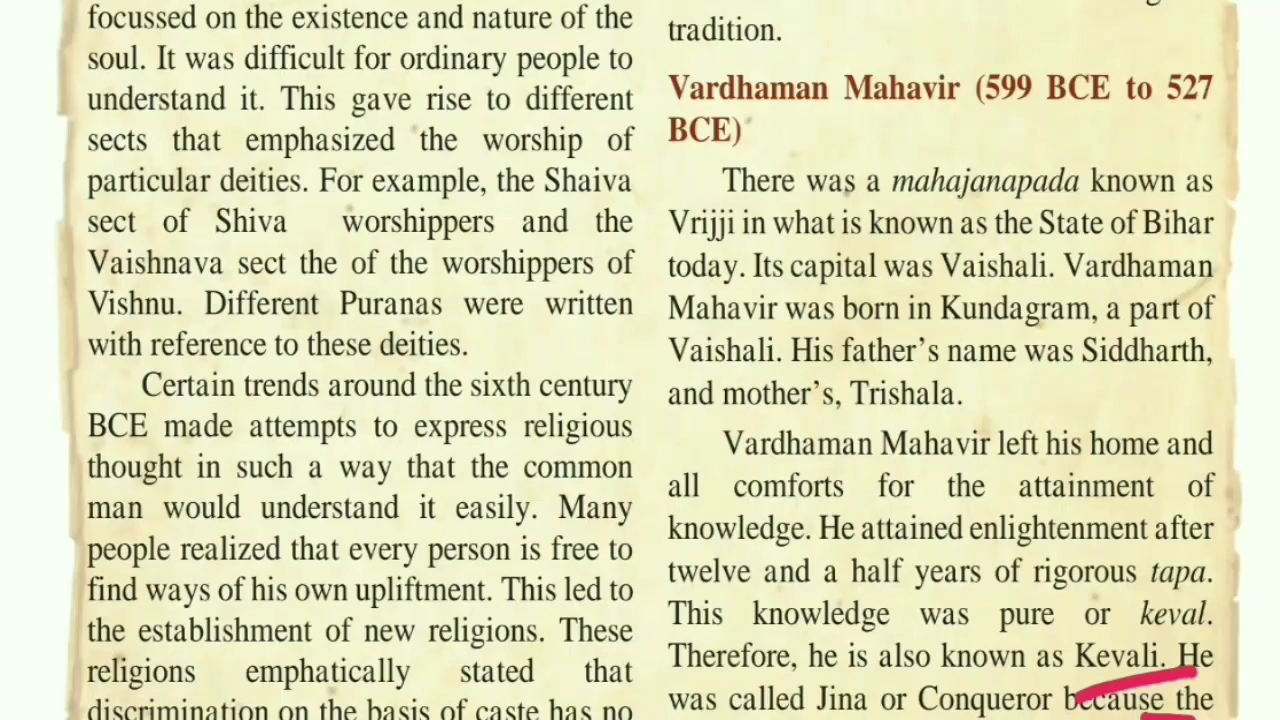 focussed on the existence and nature of the
soul. It was difficult for ordinary people to
understand it. This gave rise to different
sects that emphasized the worship of
particular deities. For example, the Shaiva
sect of Shiva worshippers and the
Vaishnava sect the of the worshippers of
Vishnu. Different Puranas were written
with reference to these deities.
Certain trends around the sixth century
BCE made attempts to express religious
thought in such a way that the common
man would understand it easily. Many
people realized that every person is free to
find ways of his own upliftment. This led to
the establishment of new religions. These
religions emphatically stated that
discrimination on the basis of caste has no
tradition.
Vardhaman Mahavir (599 BCE to 527
BCE)
There was a mahajanapada known as
Vrijji in what is known as the State of Bihar
today. Its capital was Vaishali. Vardhaman
Mahavir was born in Kundagram, a part of
Vaishali. His father's name was Siddharth,
and mother's, Trishala.
Vardhaman Mahavir left his home and
all comforts for the attainment of
knowledge. He attained enlightenment after
twelve and a half years of rigorous tapa.
This knowledge was pure or keval.
Therefore, he is also known as Kevali. He
was called Jina or Conqueror because the